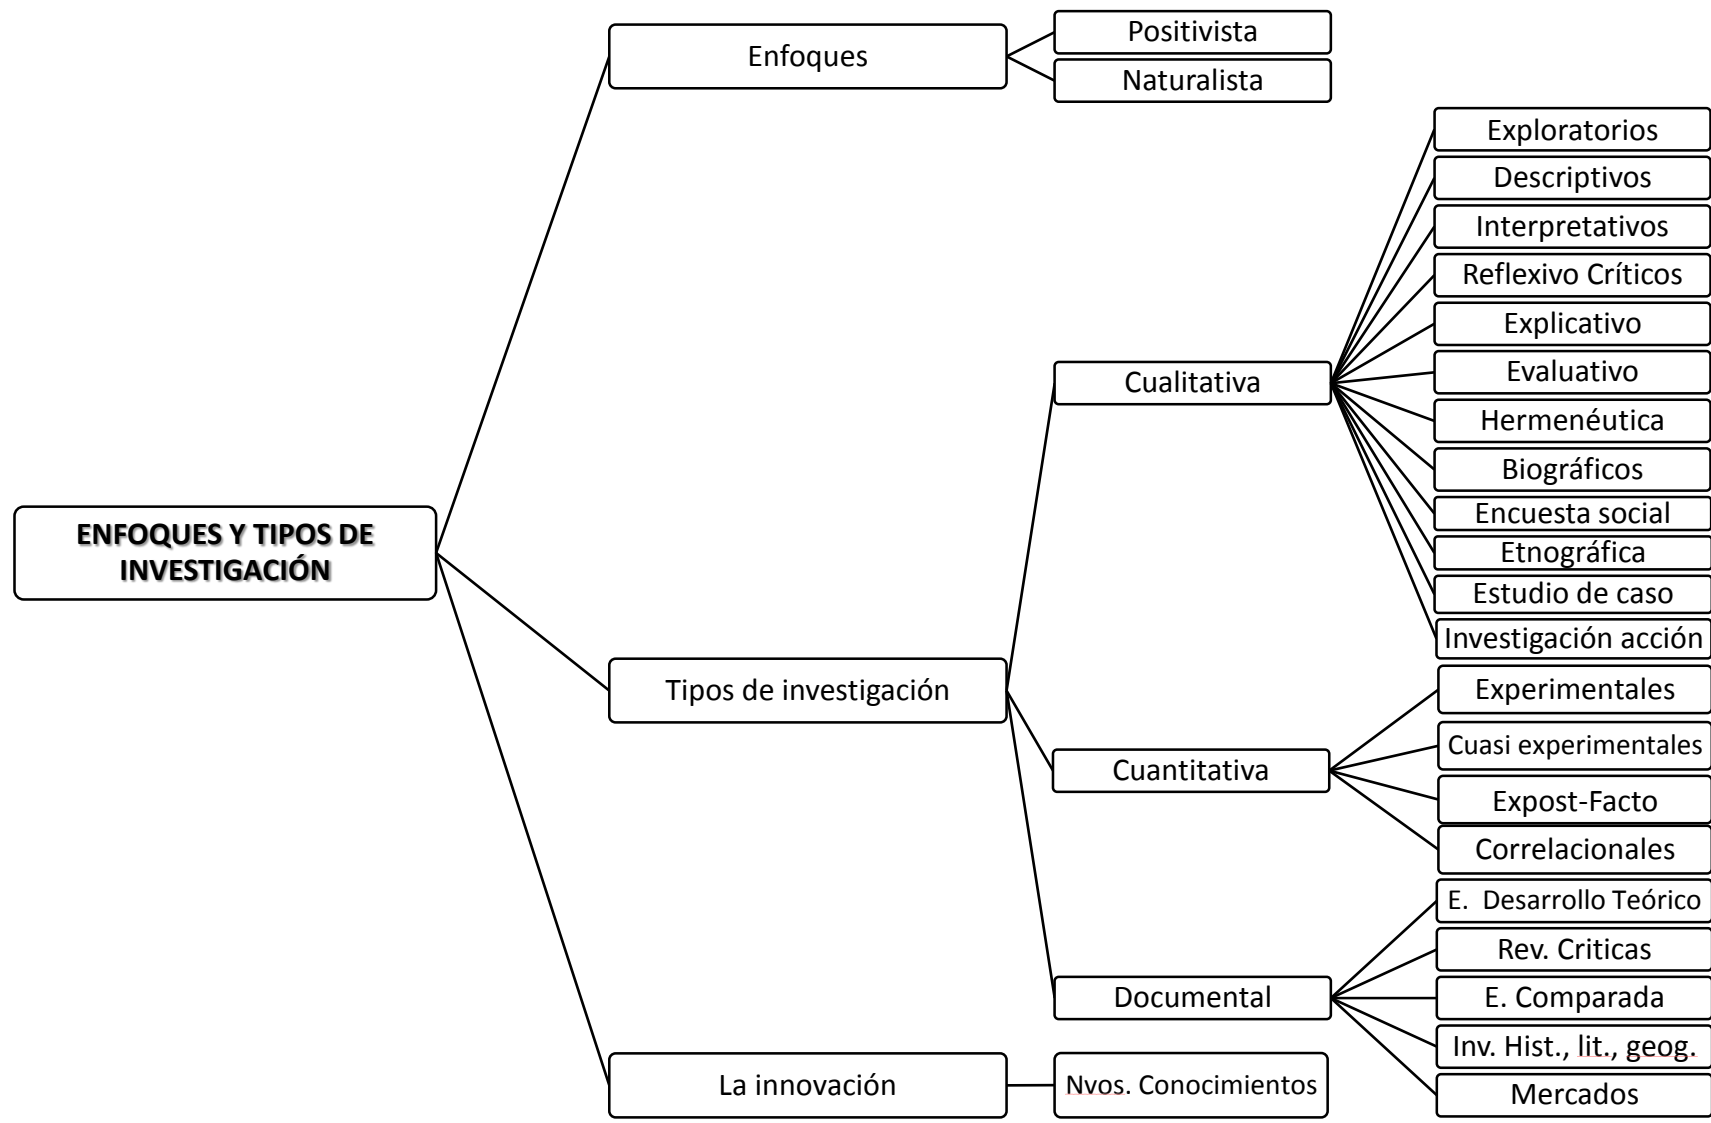 ENFOQUES Y TIPOS DE
INVESTIGACIÓN
Enfoques
Positivista
Naturalista
Tipos de investigación
Cualitativa
Exploratorios
Descriptivos
Interpretativos
Reflexivo Críticos
Explicativo
Evaluativo
Hermenéutica
Biográficos
Encuesta social
Etnográfica
Estudio de caso
Investigación acción
Cuantitativa
Experimentales
Cuasi experimentales
Expost-Facto
Correlacionales
Documental
E. Desarrollo Teórico
Rev. Criticas
E. Comparada
Inv. Hist., lit., geog.
Mercados
La innovación
Nvos. Conocimientos